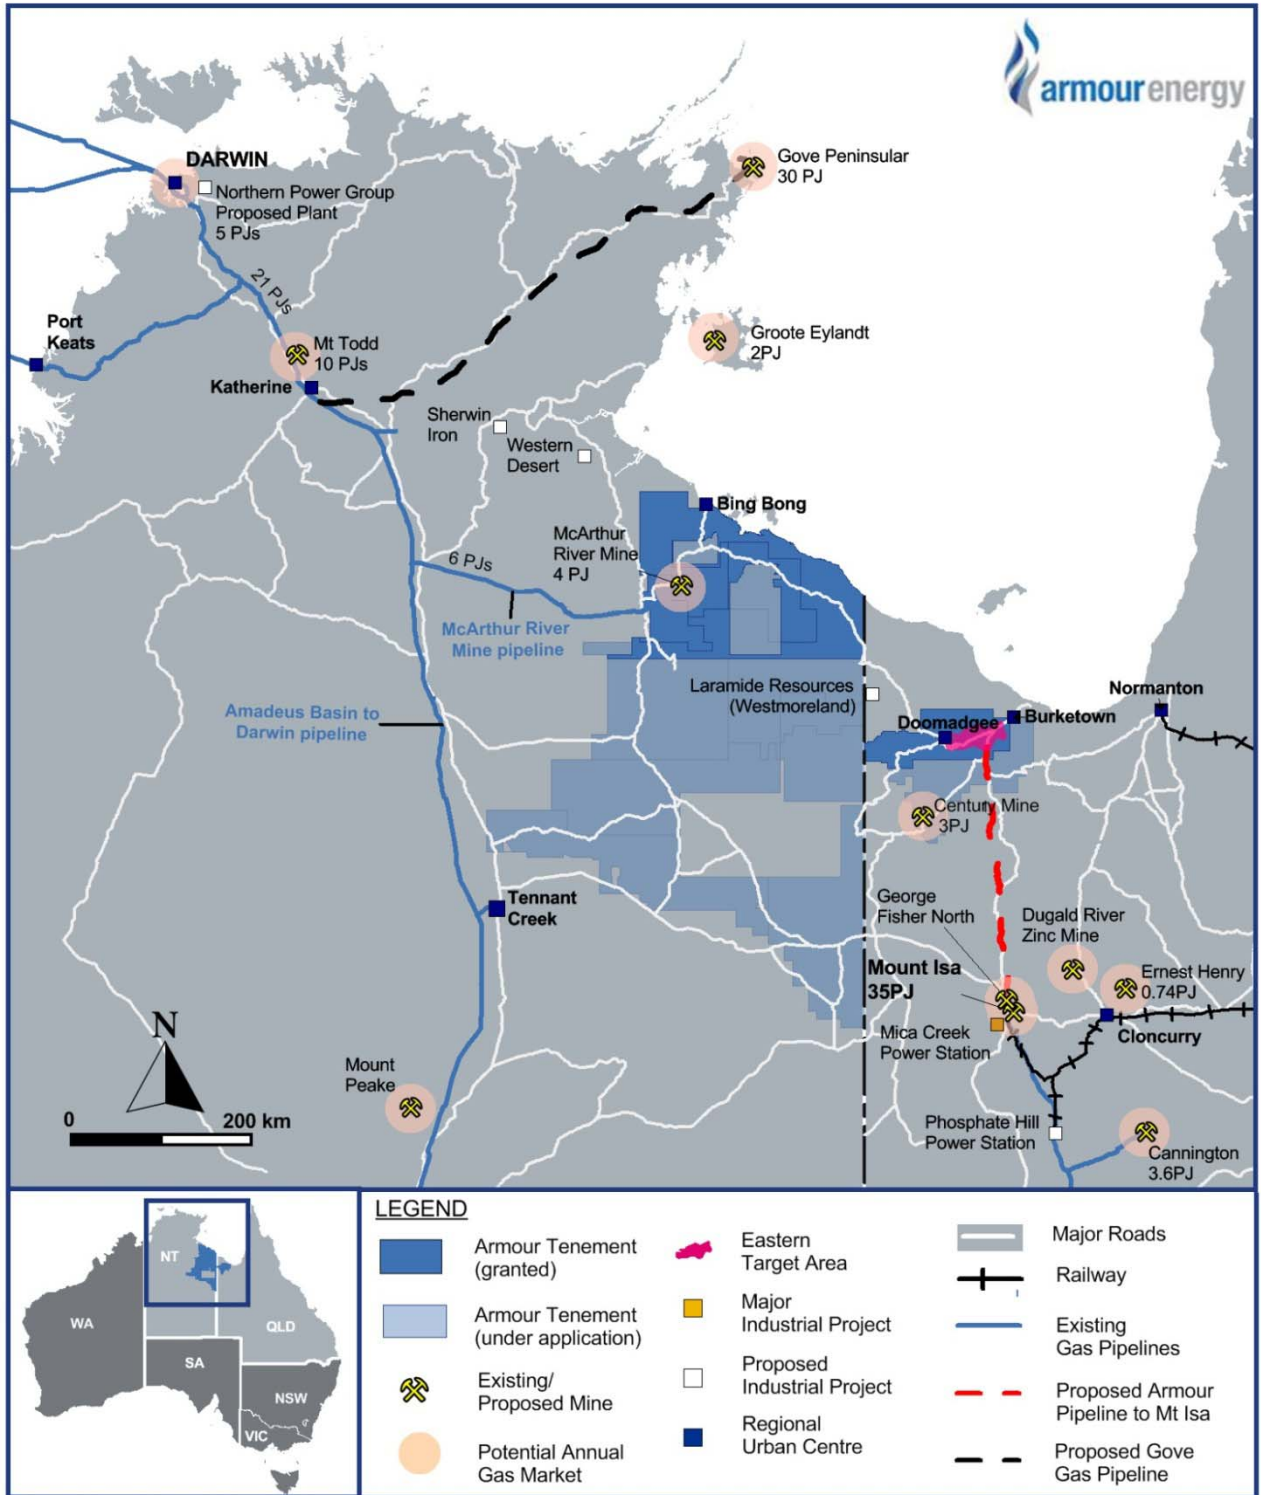 armourenergy
DARWIN
Northern Power Group
Proposed Plant
5 PJs
Gove Peninsular
30 PJ
21 PJs
Port
Keats
Mt Todd
10 PJs
Katherine
Groote Eylandt
2PJ
Sherwin
Iron
Western
Desert
Bing Bong
McArthur
River Mine
4 PJ
6 PJs
McArthur River
Mine pipeline
Amadeus Basin to
Darwin pipeline
Laramide Resources
(Westmoreland)
Normanton
Doomadgee
Burketown
Century Mine
3PJ
Tennant
Creek
George
Fisher North
Dugald River
Zinc Mine
Mount Isa
35PJ
Ernest Henry
0.74PJ
Mica Creek
Power Station
Cloncurry
Mount
Peake
N
0
200 km
Phosphate Hill
Power Station
Cannington
3.6PJ
NT
WA
QLD
SA
NSW
VIC
LEGEND
Armour Tenement
(granted)
Armour Tenement
(under application)
Existing/
Proposed Mine
Potential Annual
Gas Market
Eastern
Target Area
Major
Industrial Project
Proposed
Industrial Project
Regional
Urban Centre
Major Roads
Railway
Existing
Gas Pipelines
Proposed Armour
Pipeline to Mt Isa
Proposed Gove
Gas Pipeline